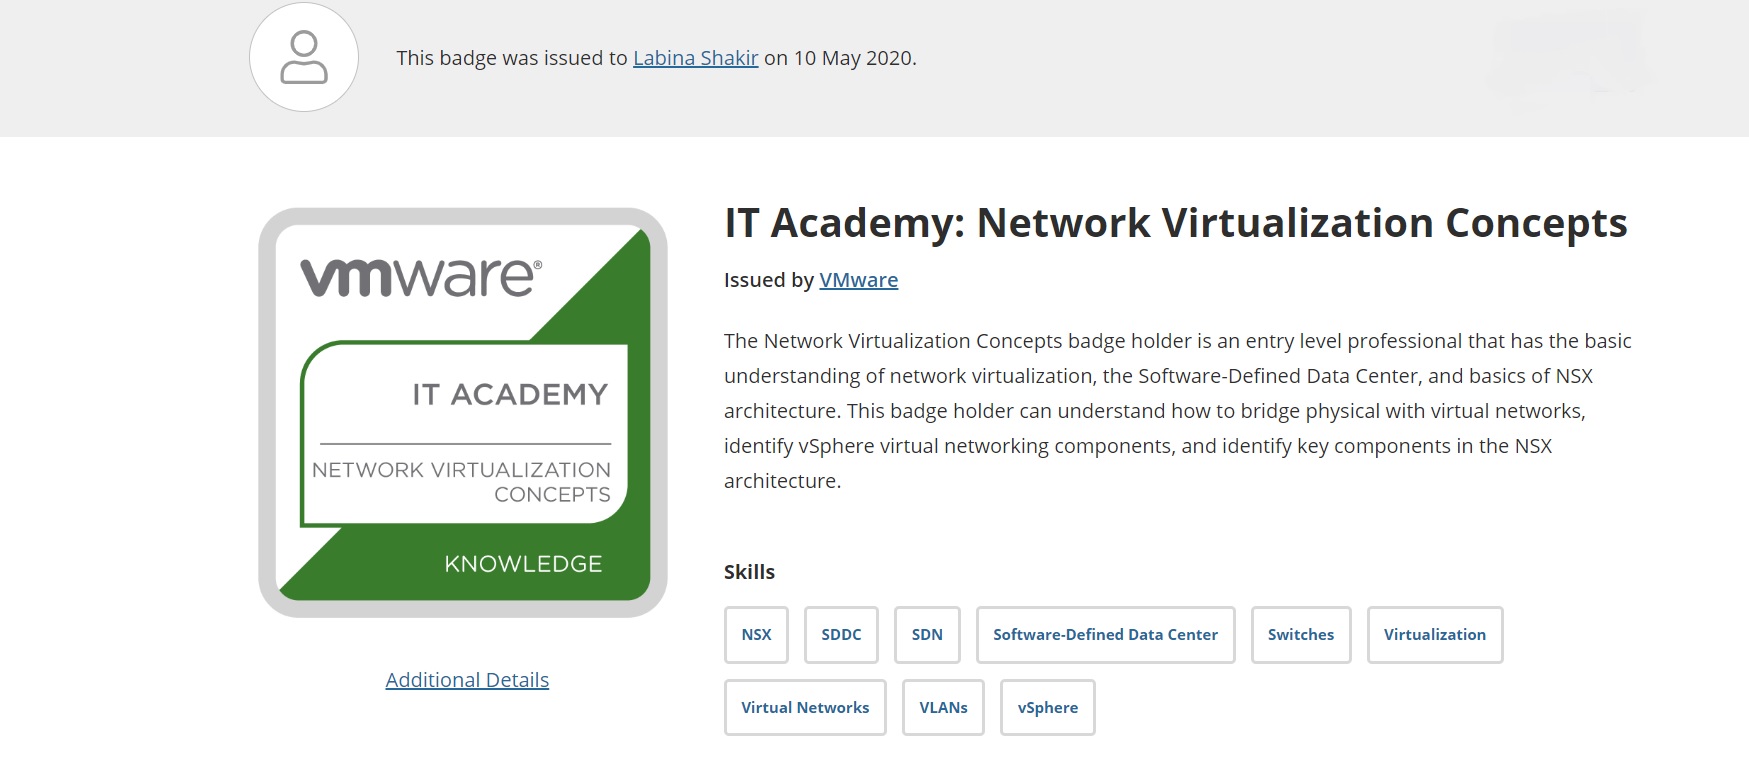 This badge was issued to Labina Shakir on 10 May 2020.
vmware®
IT ACADEMY
NETWORK VIRTUALIZATION
CONCEPTS
KNOWLEDGE
Additional Details
IT Academy: Network Virtualization Concepts
Issued by VMware
The Network Virtualization Concepts badge holder is an entry level professional that has the basic
understanding of network virtualization, the Software-Defined Data Center, and basics of NSX
architecture. This badge holder can understand how to bridge physical with virtual networks,
identify vSphere virtual networking components, and identify key components in the NSX
architecture.
Skills
NSX SDDC SDN Software-Defined Data Center Switches Virtualization
Virtual Networks VLANs vSphere